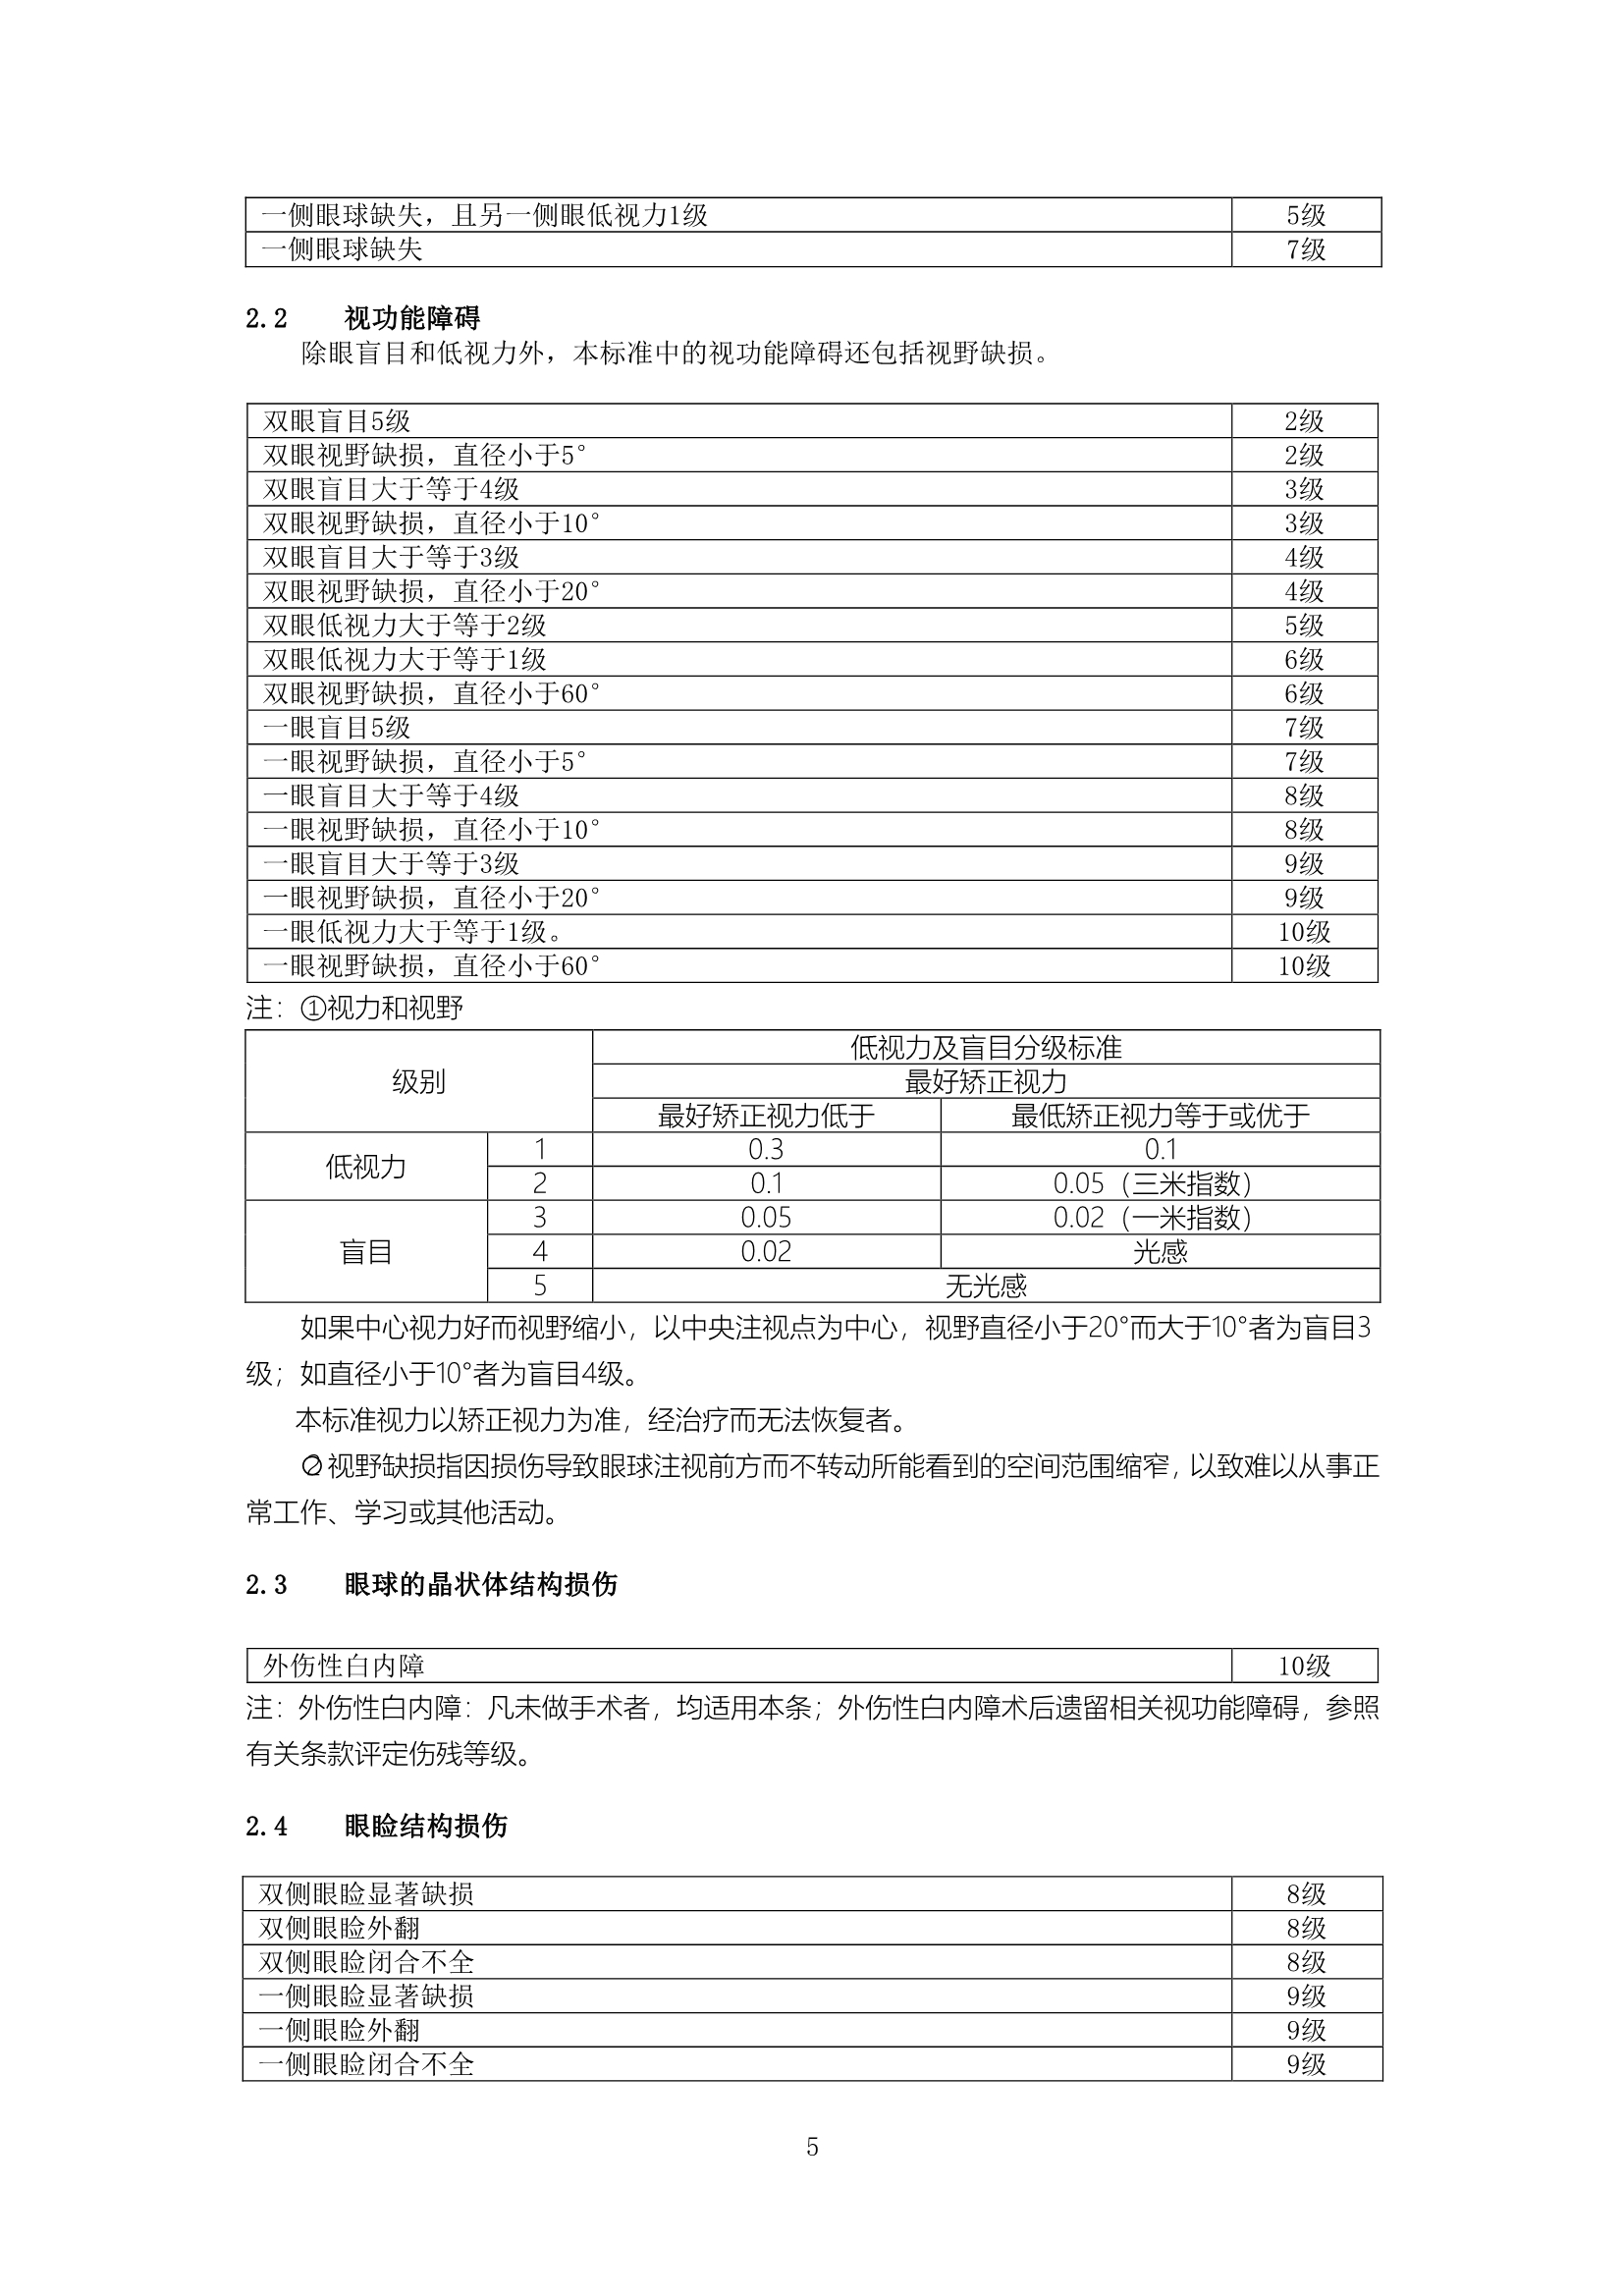 一侧眼球缺失，且另一侧眼低视力1级 5级
一侧眼球缺失 7级
2.2 视功能障碍
除眼盲目和低视力外，本标准中的视功能障碍还包括视野缺损。
双眼盲目5级 2级
双眼视野缺损，直径小于5° 2级
双眼盲目大于等于4级 3级
双眼视野缺损，直径小于10° 3级
双眼盲目大于等于3级 4级
双眼视野缺损，直径小于20° 4级
双眼低视力大于等于2级 5级
双眼低视力大于等于1级 6级
双眼视野缺损，直径小于60° 6级
一眼盲目5级 7级
一眼视野缺损，直径小于5° 7级
一眼盲目大于等于4级 8级
一眼视野缺损，直径小于10° 8级
一眼盲目大于等于3级 9级
一眼视野缺损，直径小于20° 9级
一眼低视力大于等于1级。 10级
一眼视野缺损，直径小于60° 10级
注：①视力和视野
级别 低视力及盲目分级标准
最好矫正视力
最好矫正视力低于 最低矫正视力等于或优于
低视力 1 0.3 0.1
2 0.1 0.05（三米指数）
盲目 3 0.05 0.02（一米指数）
4 0.02 光感
5 无光感
如果中心视力好而视野缩小，以中央注视点为中心，视野直径小于20°而大于10°者为盲目3
级；如直径小于10°者为盲目4级。
本标准视力以矫正视力为准，经治疗而无法恢复者。
②视野缺损指因损伤导致眼球注视前方而不转动所能看到的空间范围缩窄，以致难以从事正
常工作、学习或其他活动。
2.3 眼球的晶状体结构损伤
外伤性白内障 10级
注：外伤性白内障：凡未做手术者，均适用本条；外伤性白内障术后遗留相关视功能障碍，参照
有关条款评定伤残等级。
2.4 眼睑结构损伤
双侧眼睑显著缺损 8级
双侧眼睑外翻 8级
双侧眼睑闭合不全 8级
一侧眼睑显著缺损 9级
一侧眼睑外翻 9级
一侧眼睑闭合不全 9级
5